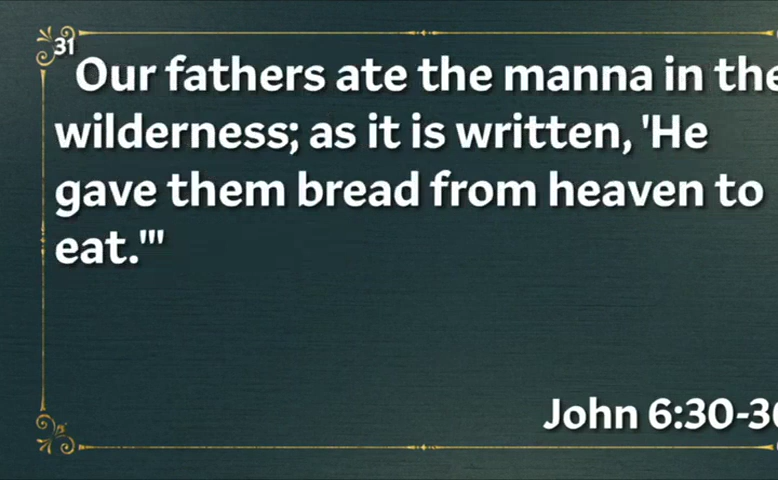 31
Our fathers ate the manna in the
wilderness; as it is written, 'He
gave them bread from heaven to
eat.'"
John 6:30-3